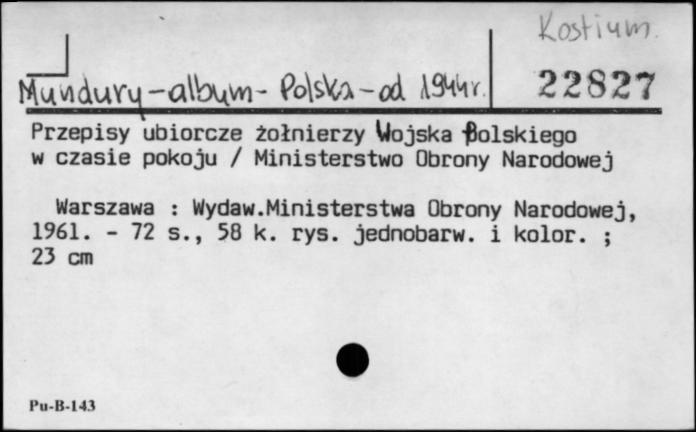 Kostium.
Mundury-album-Polska-od 1944r.
22827
Przepisy ubiorcze żołnierzy Wojska Polskiego
w czasie pokoju / Ministerstwo Obrony Narodowej
Warszawa : Wydaw.Ministerstwa Obrony Narodowej,
1961. - 72 s., 58 k. rys. jednobarw. i kolor. ;
23 cm
Pu-B-143